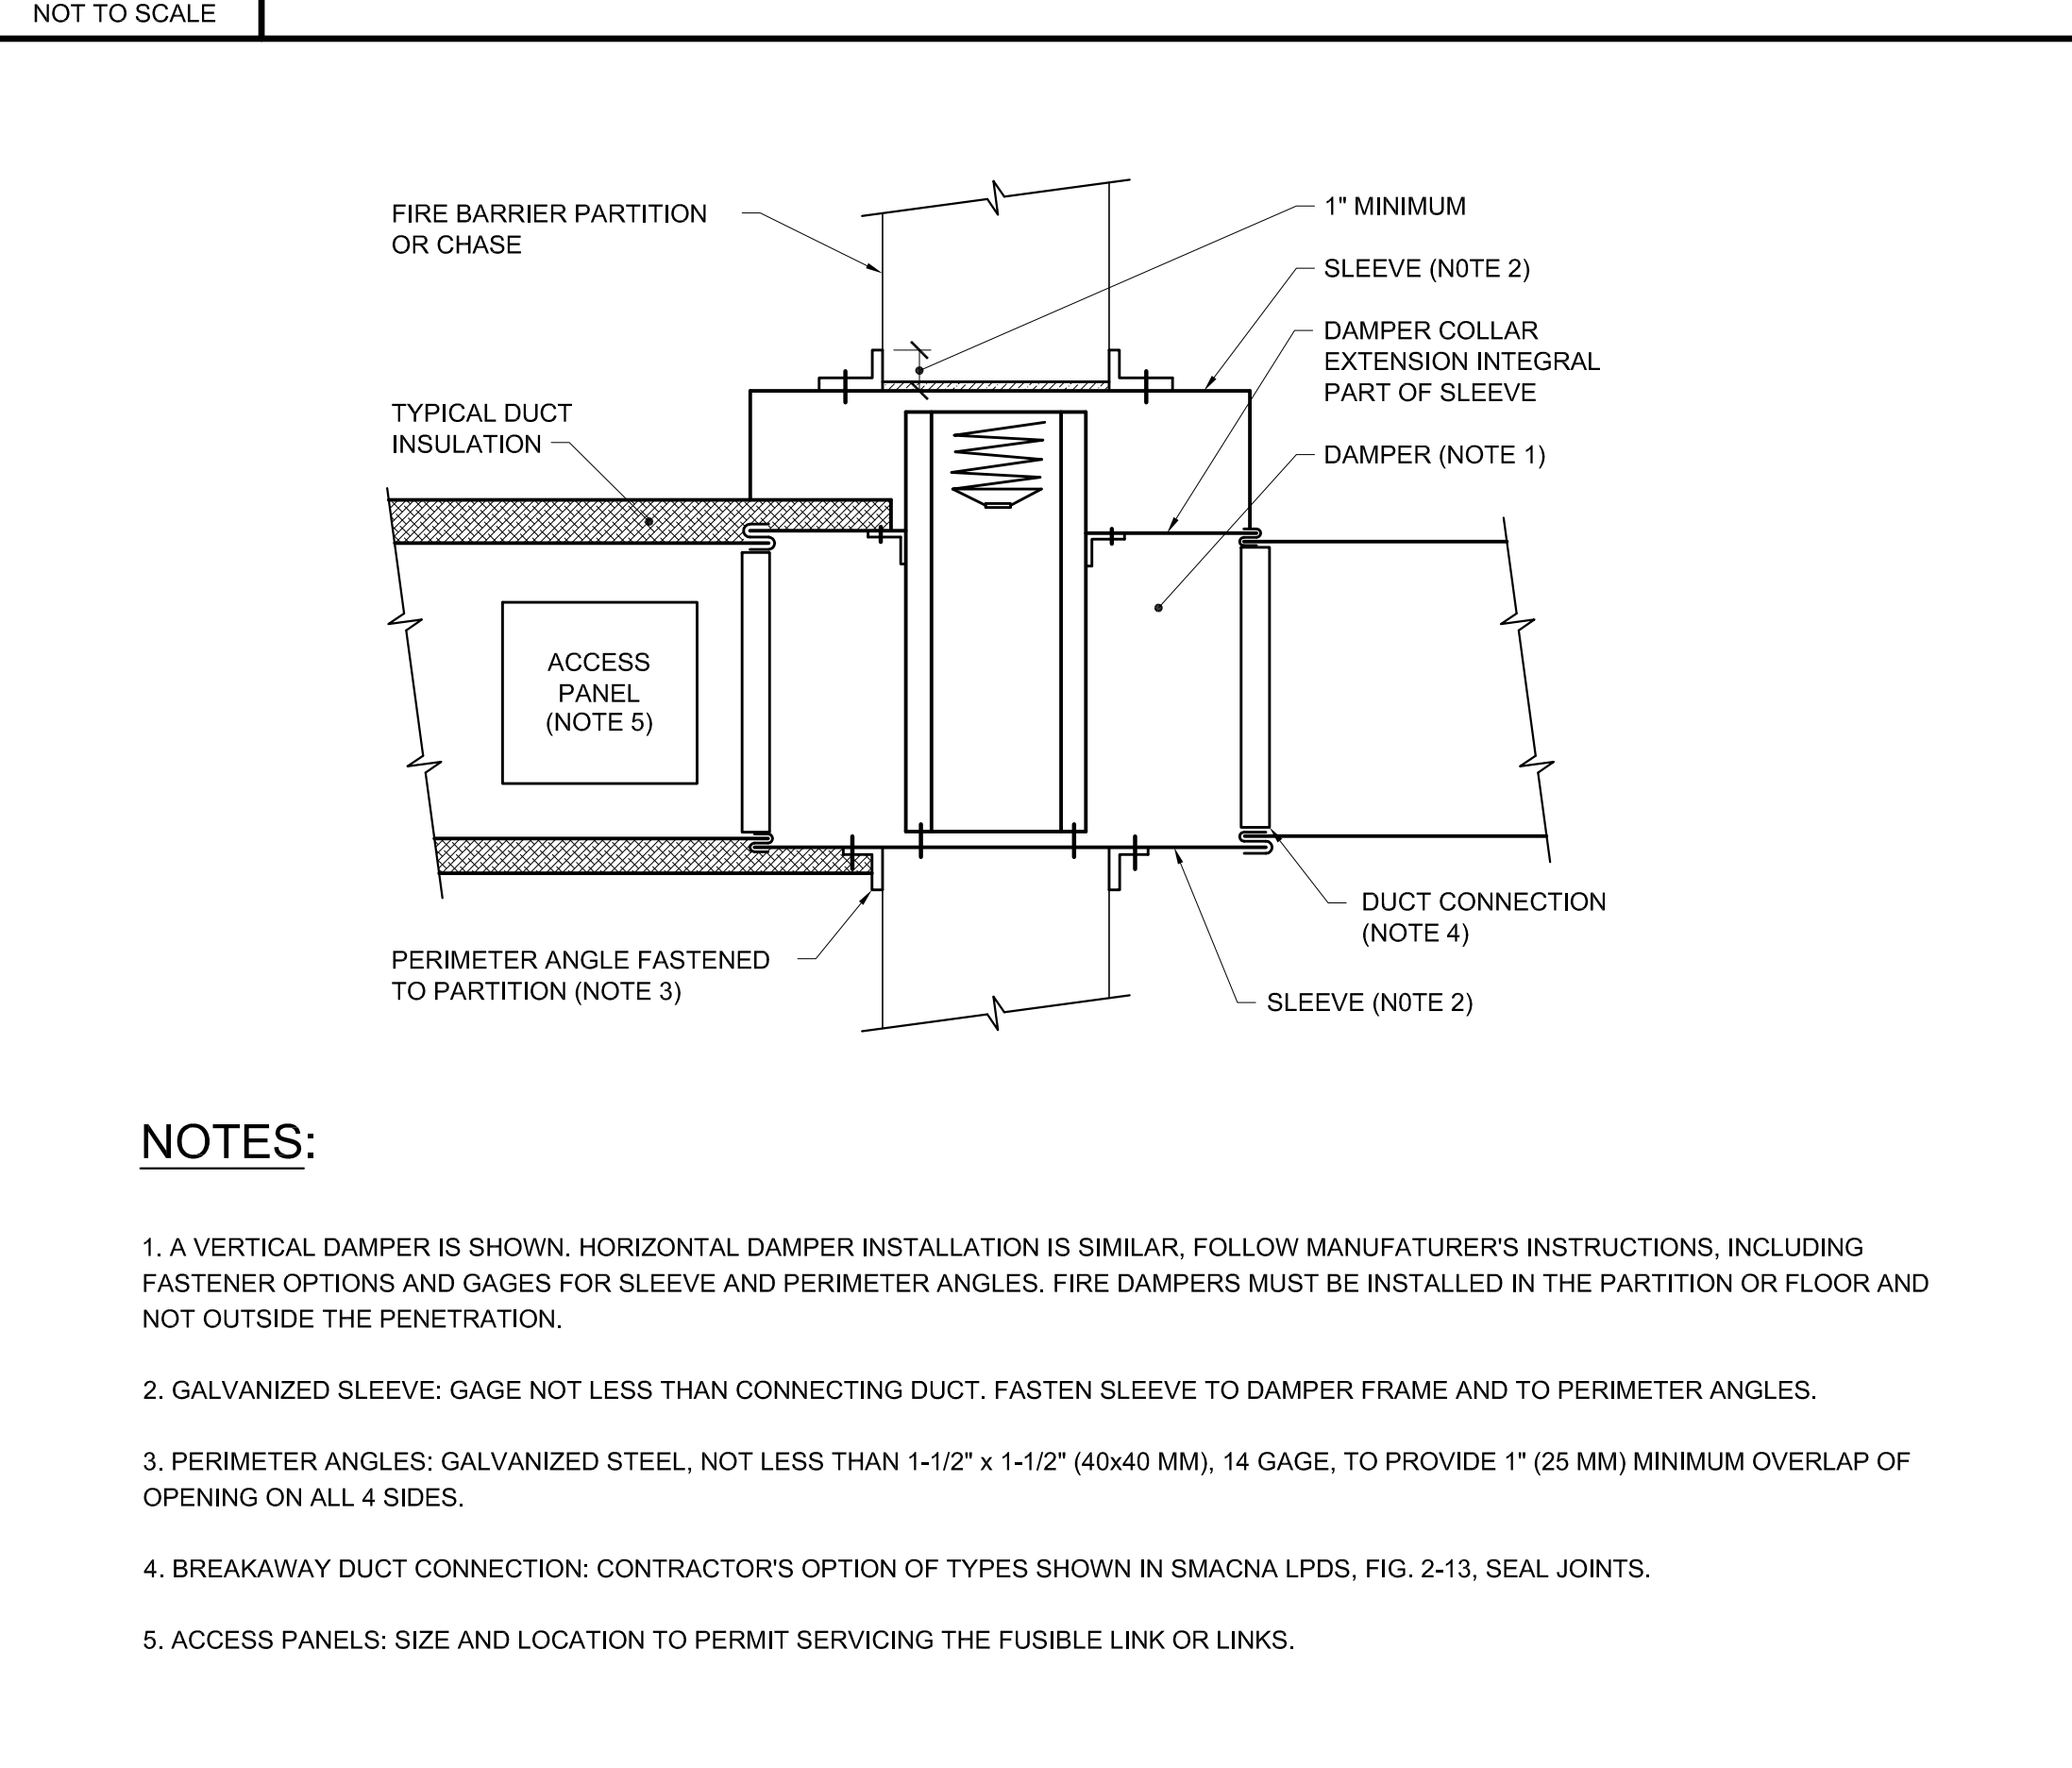 NOT TO SCALE
FIRE BARRIER PARTITION
OR CHASE
1" MINIMUM
SLEEVE (N0TE 2)
DAMPER COLLAR
EXTENSION INTEGRAL
PART OF SLEEVE
TYPICAL DUCT
INSULATION
DAMPER (NOTE 1)
ACCESS
PANEL
(NOTE 5)
DUCT CONNECTION
(NOTE 4)
PERIMETER ANGLE FASTENED
TO PARTITION (NOTE 3)
SLEEVE (N0TE 2)
NOTES:
1. A VERTICAL DAMPER IS SHOWN. HORIZONTAL DAMPER INSTALLATION IS SIMILAR, FOLLOW MANUFATURER'S INSTRUCTIONS, INCLUDING
FASTENER OPTIONS AND GAGES FOR SLEEVE AND PERIMETER ANGLES. FIRE DAMPERS MUST BE INSTALLED IN THE PARTITION OR FLOOR AND
NOT OUTSIDE THE PENETRATION.
2. GALVANIZED SLEEVE: GAGE NOT LESS THAN CONNECTING DUCT. FASTEN SLEEVE TO DAMPER FRAME AND TO PERIMETER ANGLES.
3. PERIMETER ANGLES: GALVANIZED STEEL, NOT LESS THAN 1-1/2" x 1-1/2" (40x40 MM), 14 GAGE, TO PROVIDE 1" (25 MM) MINIMUM OVERLAP OF
OPENING ON ALL 4 SIDES.
4. BREAKAWAY DUCT CONNECTION: CONTRACTOR'S OPTION OF TYPES SHOWN IN SMACNA LPDS, FIG. 2-13, SEAL JOINTS.
5. ACCESS PANELS: SIZE AND LOCATION TO PERMIT SERVICING THE FUSIBLE LINK OR LINKS.